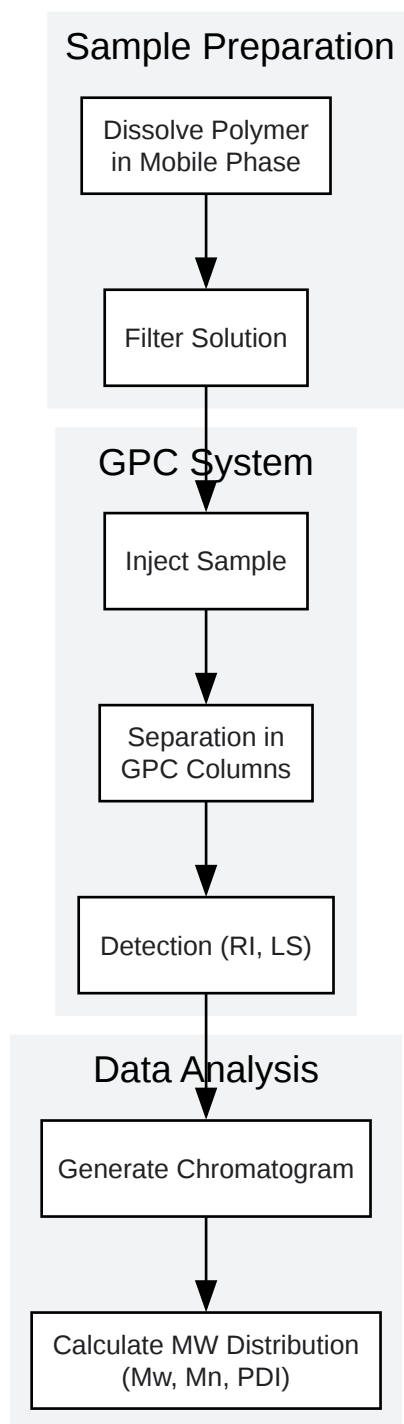 Sample Preparation
Dissolve Polymer
in Mobile Phase
Filter Solution
GPC System
Inject Sample
Separation in
GPC Columns
Detection (RI, LS)
Data Analysis
Generate Chromatogram
Calculate MW Distribution
(Mw, Mn, PDI)